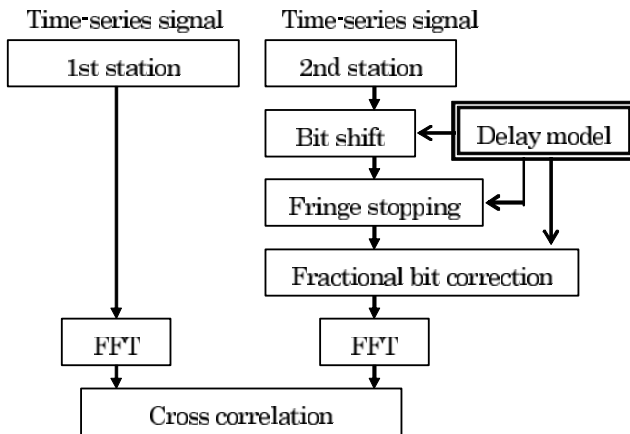 Time-series signal
Time-series signal
1st station
2nd station
Bit shift
Delay model
Fringe stopping
Fractional bit correction
FFT
FFT
Cross correlation